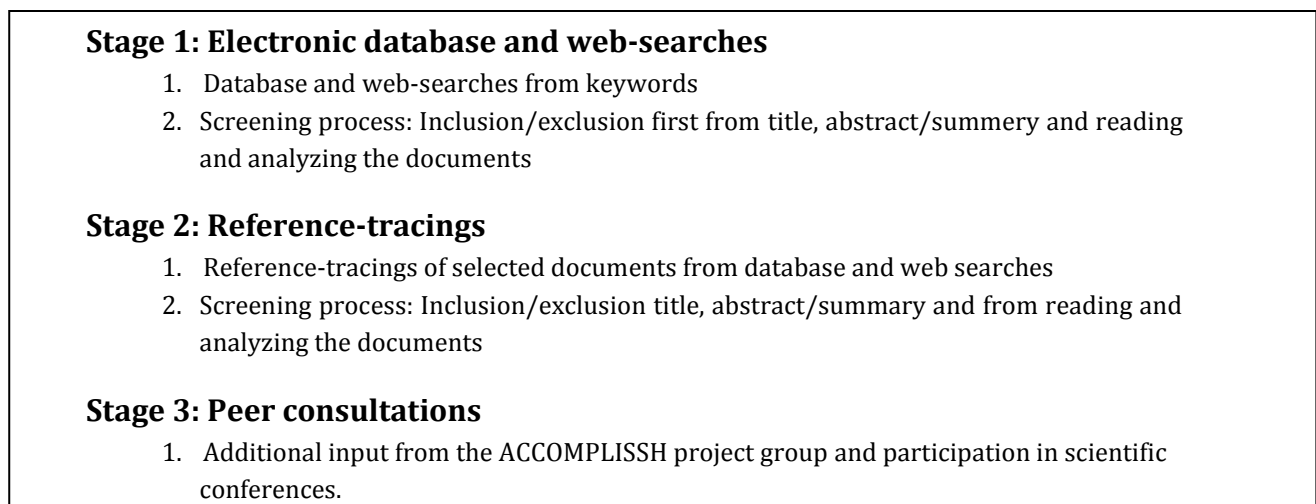 Stage 1: Electronic database and web-searches
1. Database and web-searches from keywords
2. Screening process: Inclusion/exclusion first from title, abstract/summery and reading
and analyzing the documents
Stage 2: Reference-tracings
1. Reference-tracings of selected documents from database and web searches
2. Screening process: Inclusion/exclusion title, abstract/summary and from reading and
analyzing the documents
Stage 3: Peer consultations
1. Additional input from the ACCOMPLISSH project group and participation in scientific
conferences.